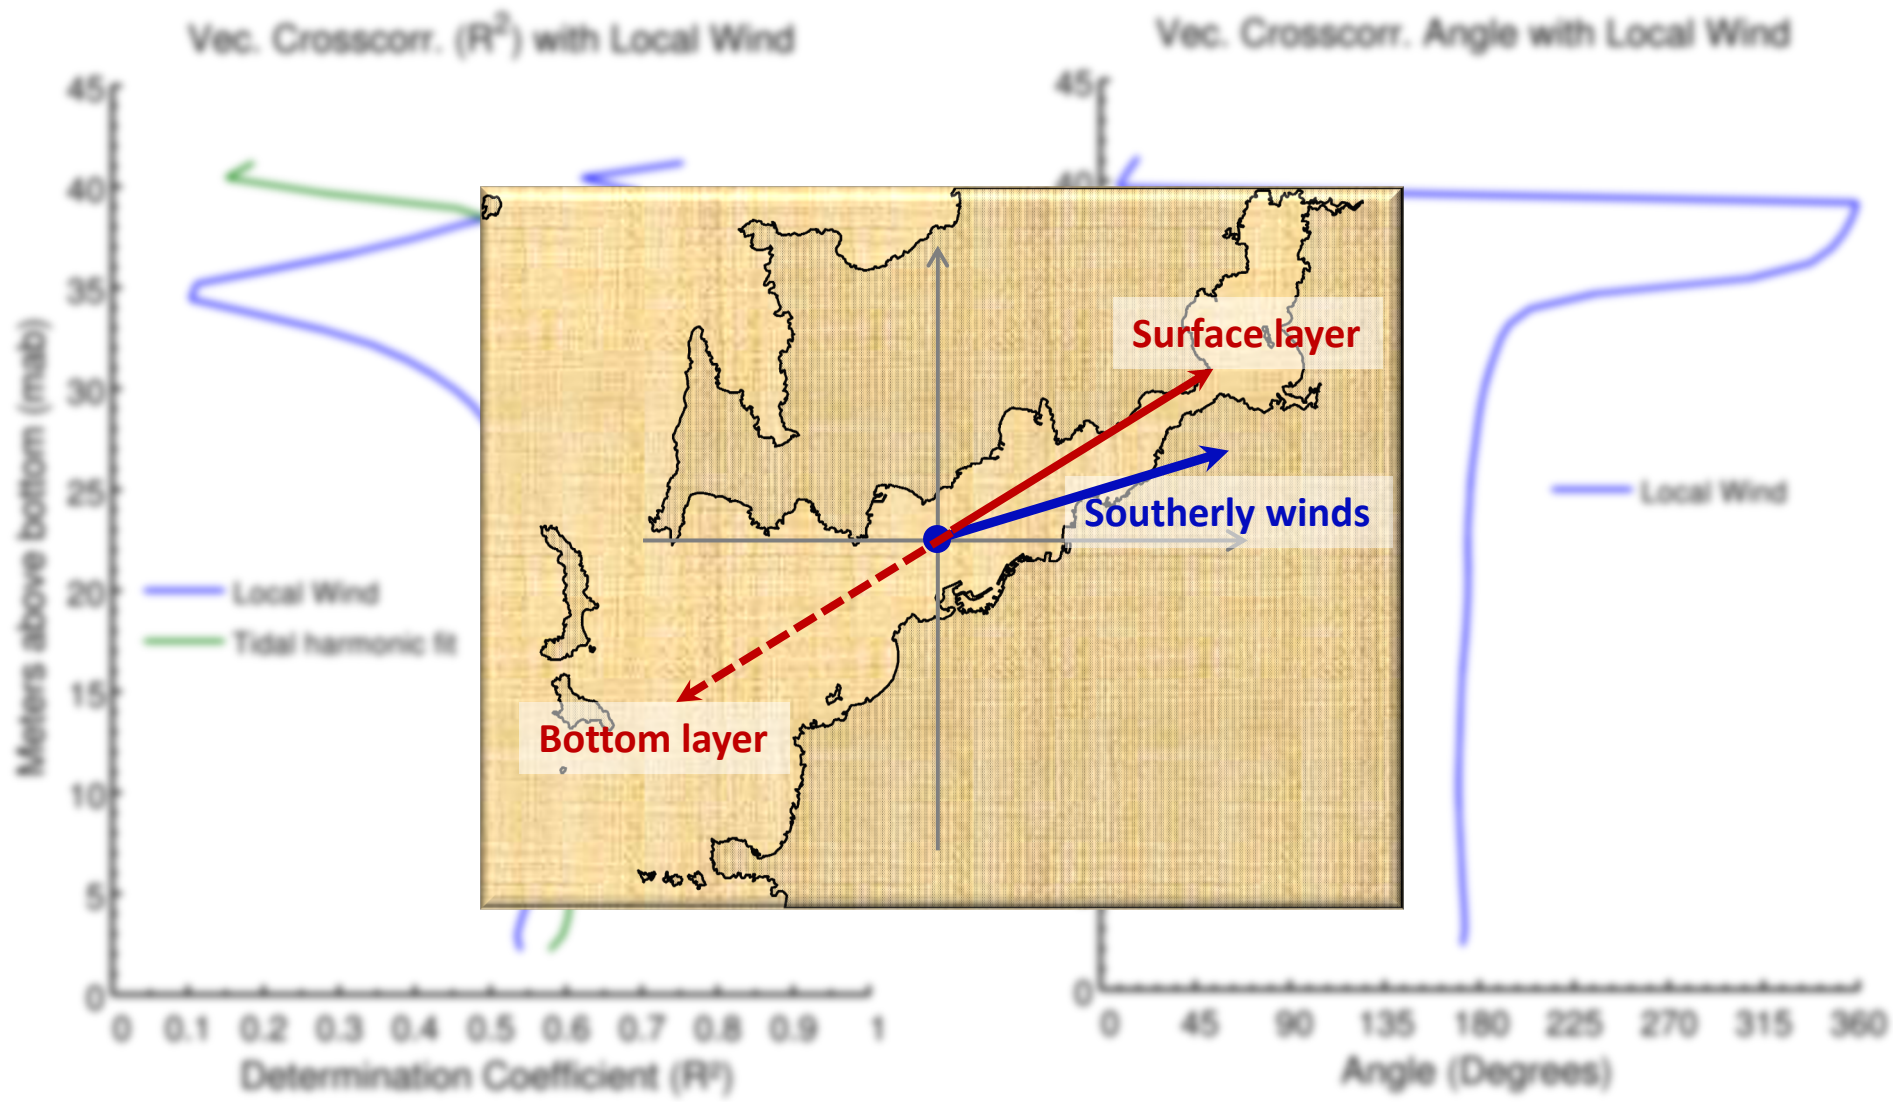 Vec. Crosscorr. (R²) with Local Wind
Vec. Crosscorr. Angle with Local Wind
45
40
35
30
25
20
15
10
5
0
Meters above bottom (mab)
Local Wind
Tidal harmonic fit
0 0.1 0.2 0.3 0.4 0.5 0.6 0.7 0.8 0.9 1
Determination Coefficient (R²)
Surface layer
Southerly winds
Bottom layer
45
40
0
Local Wind
0 45 90 135 180 225 270 315 360
Angle (Degrees)